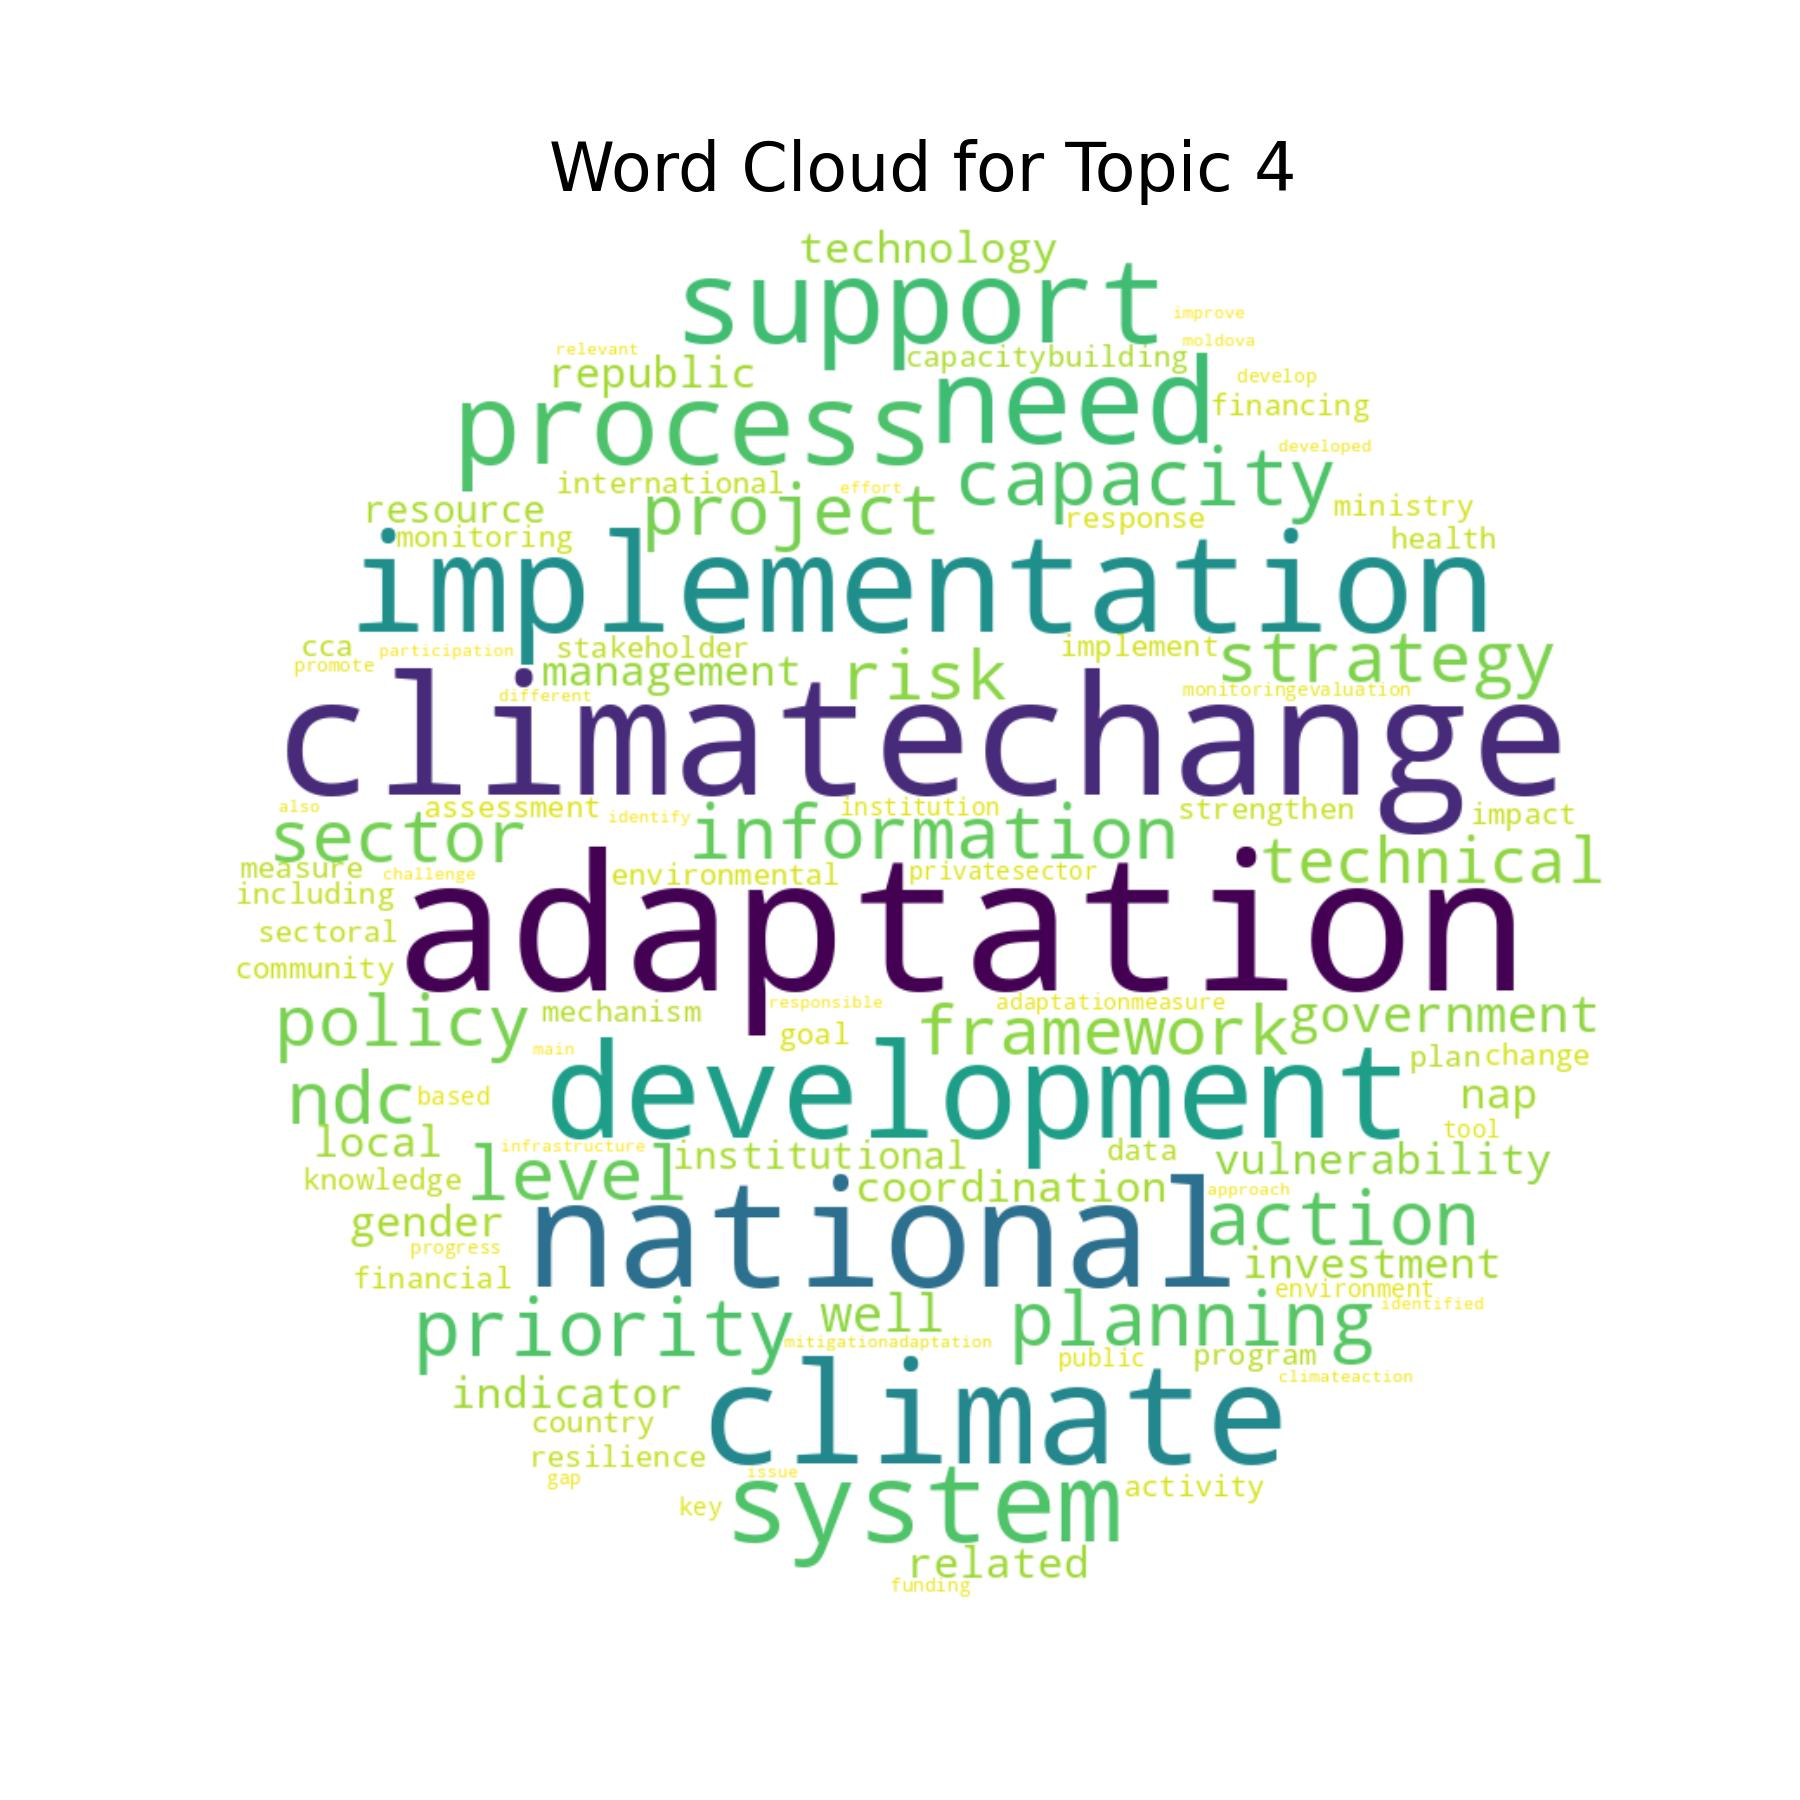 Word Cloud for Topic 4
technology
support
improve
moldova
relevant
capacitybuilding
republic
need
develop
process
financing
developed
capacity
international
effort
project
resource
ministry
response
monitoring
health
implementation
cca
participation
stakeholder
implement
strategy
promote
management
risk
different
monitoringevaluation
climatechange
also
assessment
identify
institution
strengthen
impact
sector
information
technical
measure
challenge
environmental
privatesector
including
adaptation
sectoral
community
responsible
adaptationmeasure
policy
mechanism
goal
framework
government
main
development
plan
change
ndc
based
nap
local
tool
infrastructure
institutional
data
vulnerability
knowledge
level
coordination
approach
gender
national
action
progress
financial
investment
environment
identified
priority
well
planning
mitigationadaptation
public
program
climateaction
indicator
climate
country
resilience
gap
issue
key
system
activity
related
funding